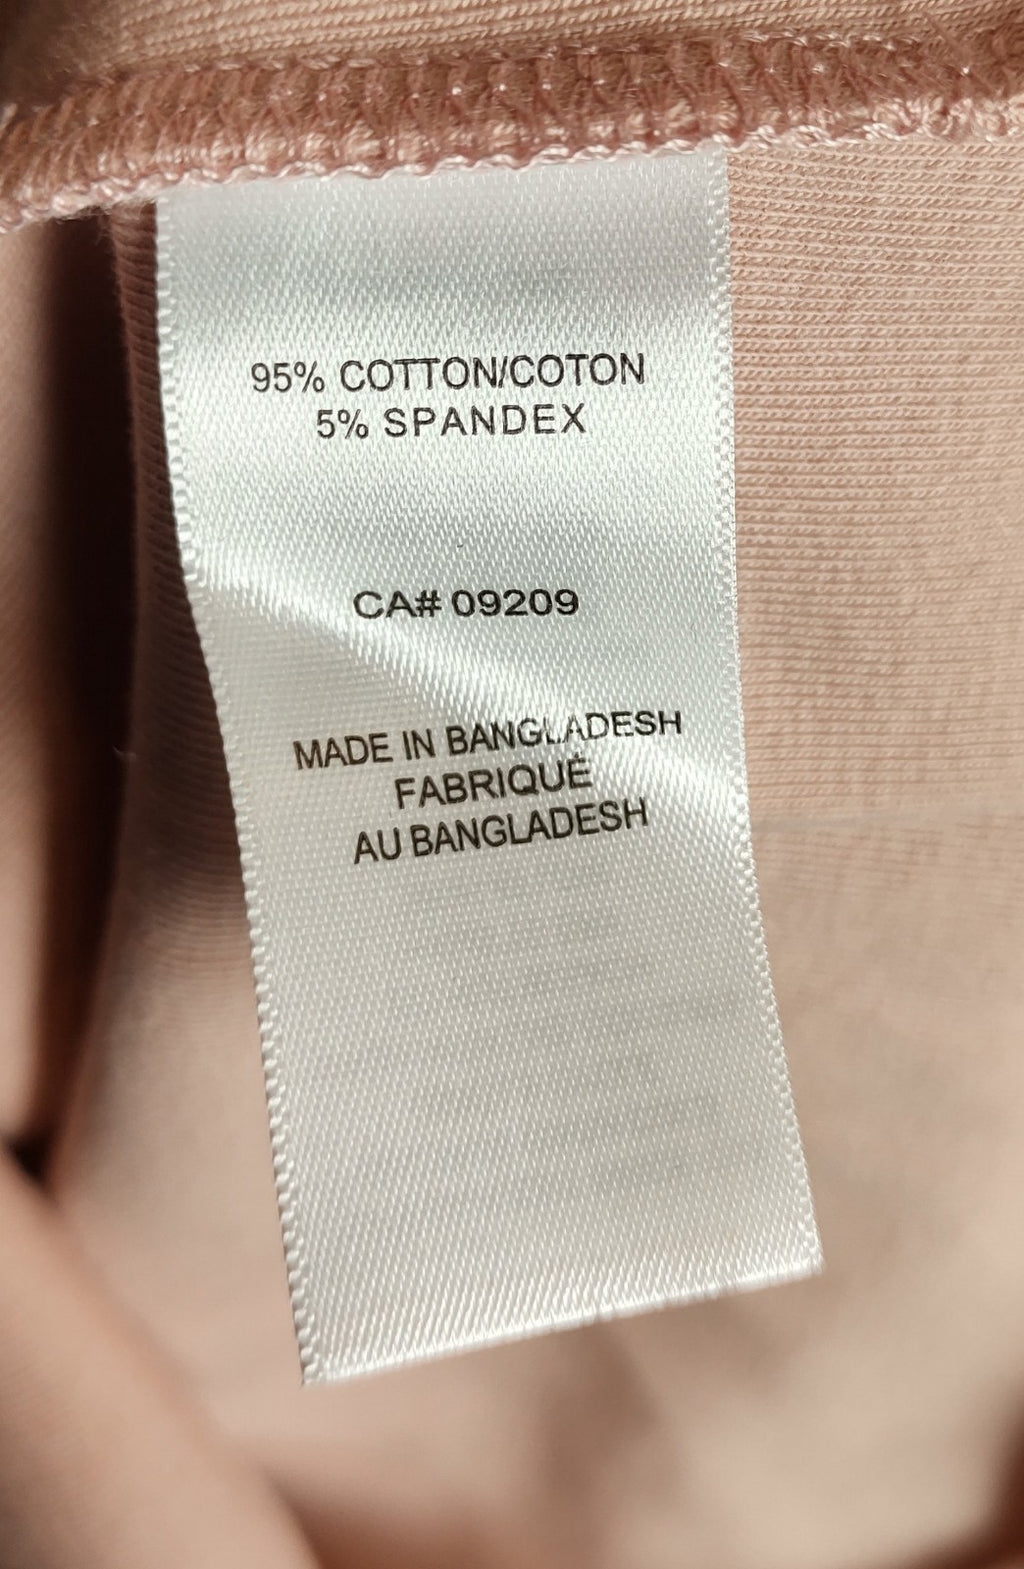 95% COTTON/COTON
5% SPANDEX
CA# 09209
MADE IN BANGLADESH
FABRIQUÉ
AU BANGLADESH